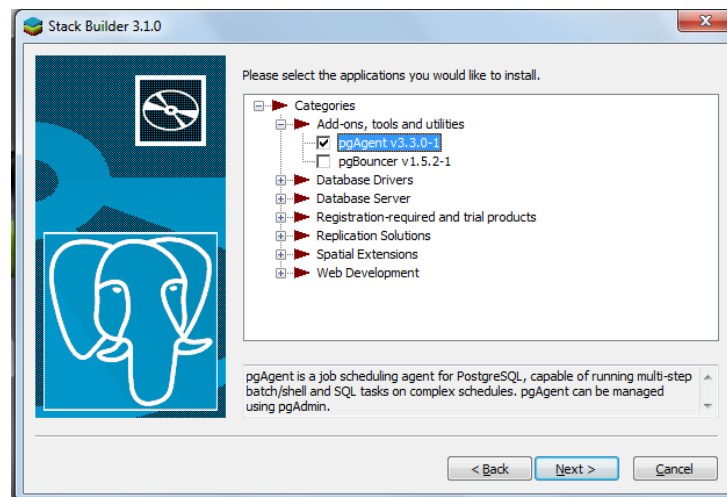 Stack Builder 3.1.0
Please select the applications you would like to install.
Categories
Add-ons, tools and utilities
pgAgent v3.3.0-1
pgBouncer v1.5.2-1
Database Drivers
Database Server
Registration-required and trial products
Replication Solutions
Spatial Extensions
Web Development
pgAgent is a job scheduling agent for PostgreSQL, capable of running multi-step
batch/shell and SQL tasks on complex schedules. pgAgent can be managed
using pgAdmin.
< Back
Next >
Cancel